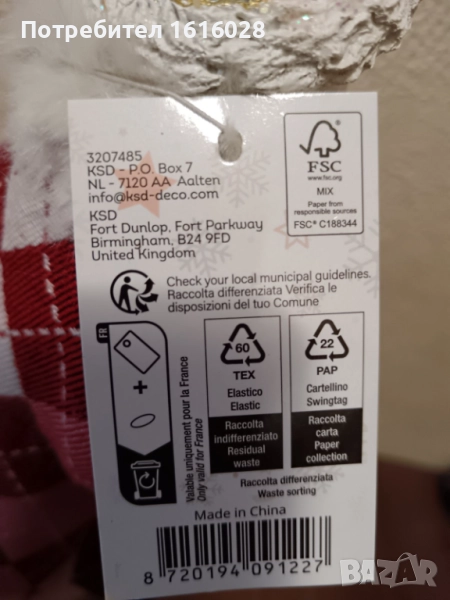 Потребител 1616028
3207485
KSD - P.O. Box 7
NL - 7120 AA Aalten
info@ksd-deco.com
KSD
Fort Dunlop, Fort Parkway
Birmingham, B24 9FD
United Kingdom
FSC
www.fsc.org
MIX
Paper from
responsible sources
FSC® C188344
Check your local municipal guidelines.
Raccolta differenziata Verifica le
disposizioni del tuo Comune
FR
Valable uniquement pour la France
Only valid for France
60
TEX
Elastico
Elastic
Raccolta
indifferenziato
Residual
waste
22
PAP
Cartellino
Swingtag
Raccolta
carta
Paper
collection
Raccolta differenziata
Waste sorting
Made in China
8 720194 091227
bazar